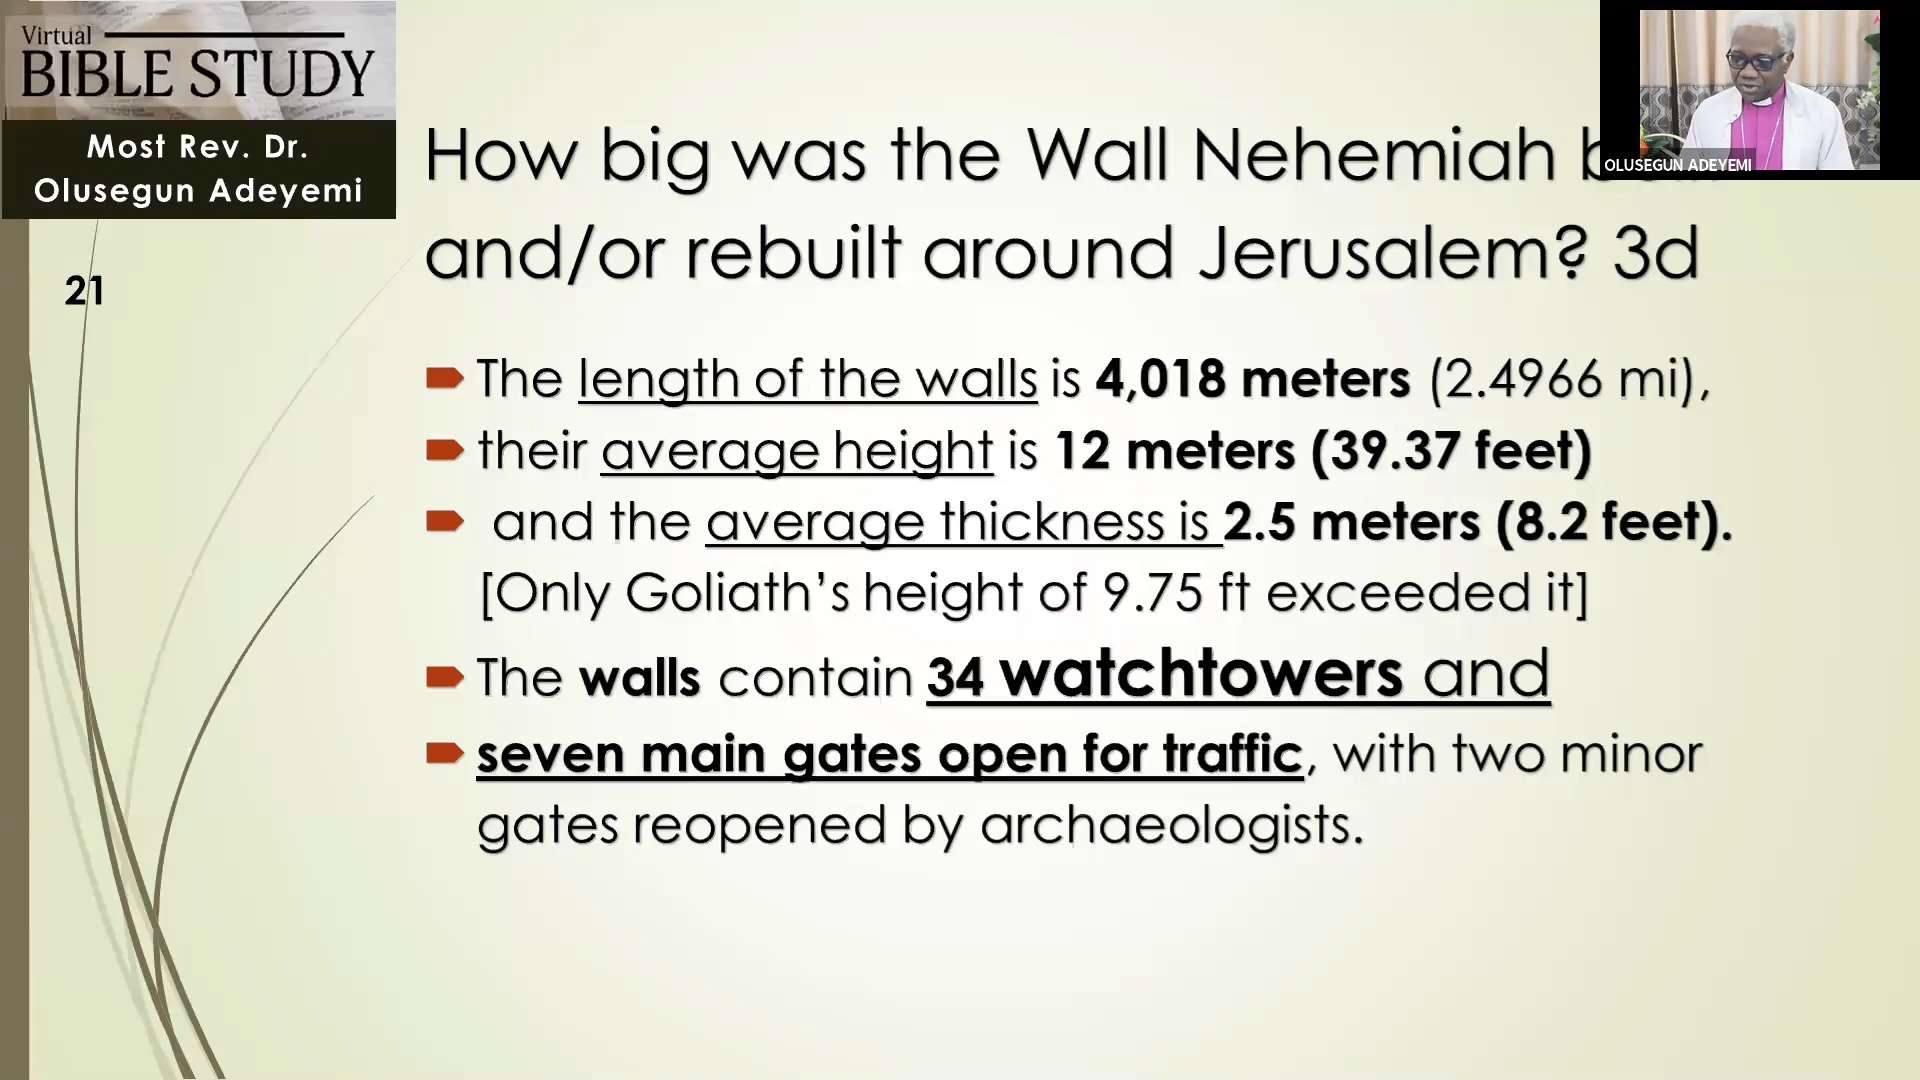 Virtual
BIBLE STUDY
Most Rev. Dr.
Olusegun Adeyemi
21
How big was the Wall Nehemiah
and/or rebuilt around Jerusalem? 3d
The length of the walls is 4,018 meters (2.4966 mi),
their average height is 12 meters (39.37 feet)
and the average thickness is 2.5 meters (8.2 feet).
[Only Goliath’s height of 9.75 ft exceeded it]
The walls contain 34 watchtowers and
seven main gates open for traffic, with two minor
gates reopened by archaeologists.
OLUSEGUN ADEYEMI